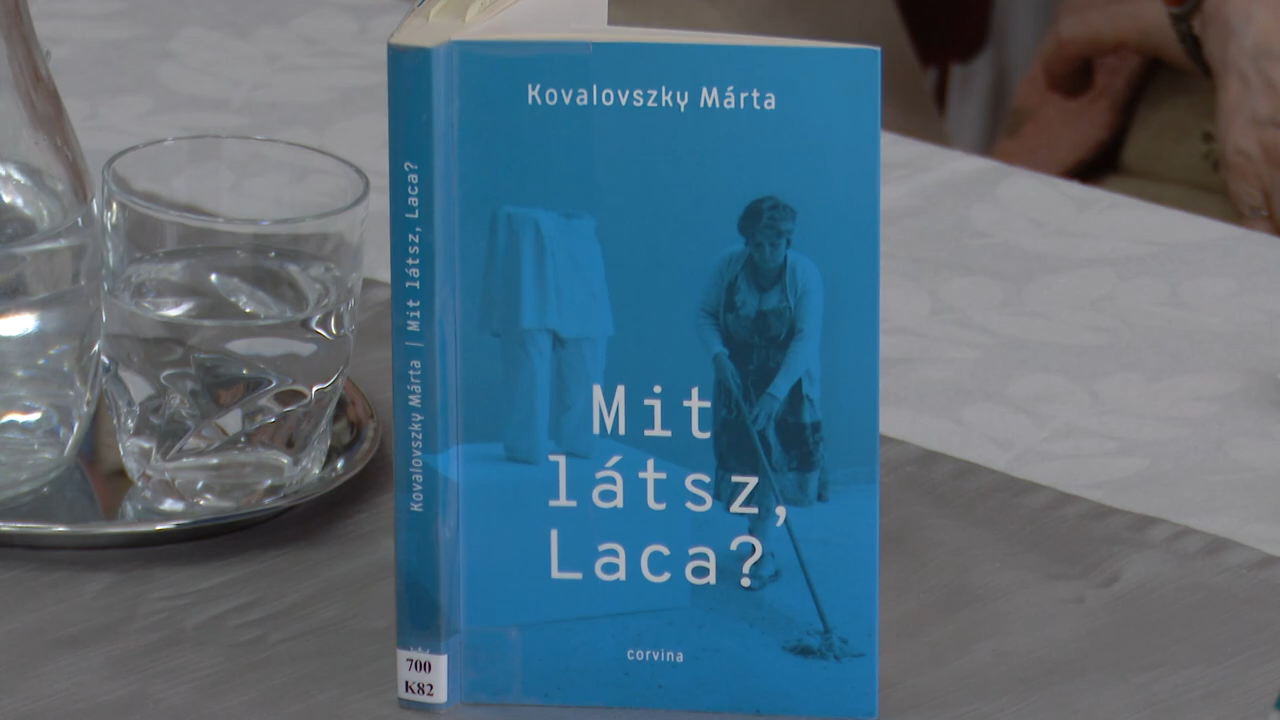 Kovalovszky Márta
Mit
látsz,
Laca?
corvina
Kovalovszky Márta | Mit látsz, Laca?
700
K82